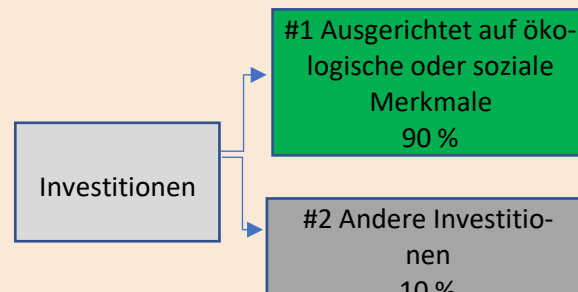 #1 Ausgerichtet auf öko-
logische oder soziale
Merkmale
90 %
Investitionen
#2 Andere Investitio-
nen
10 %